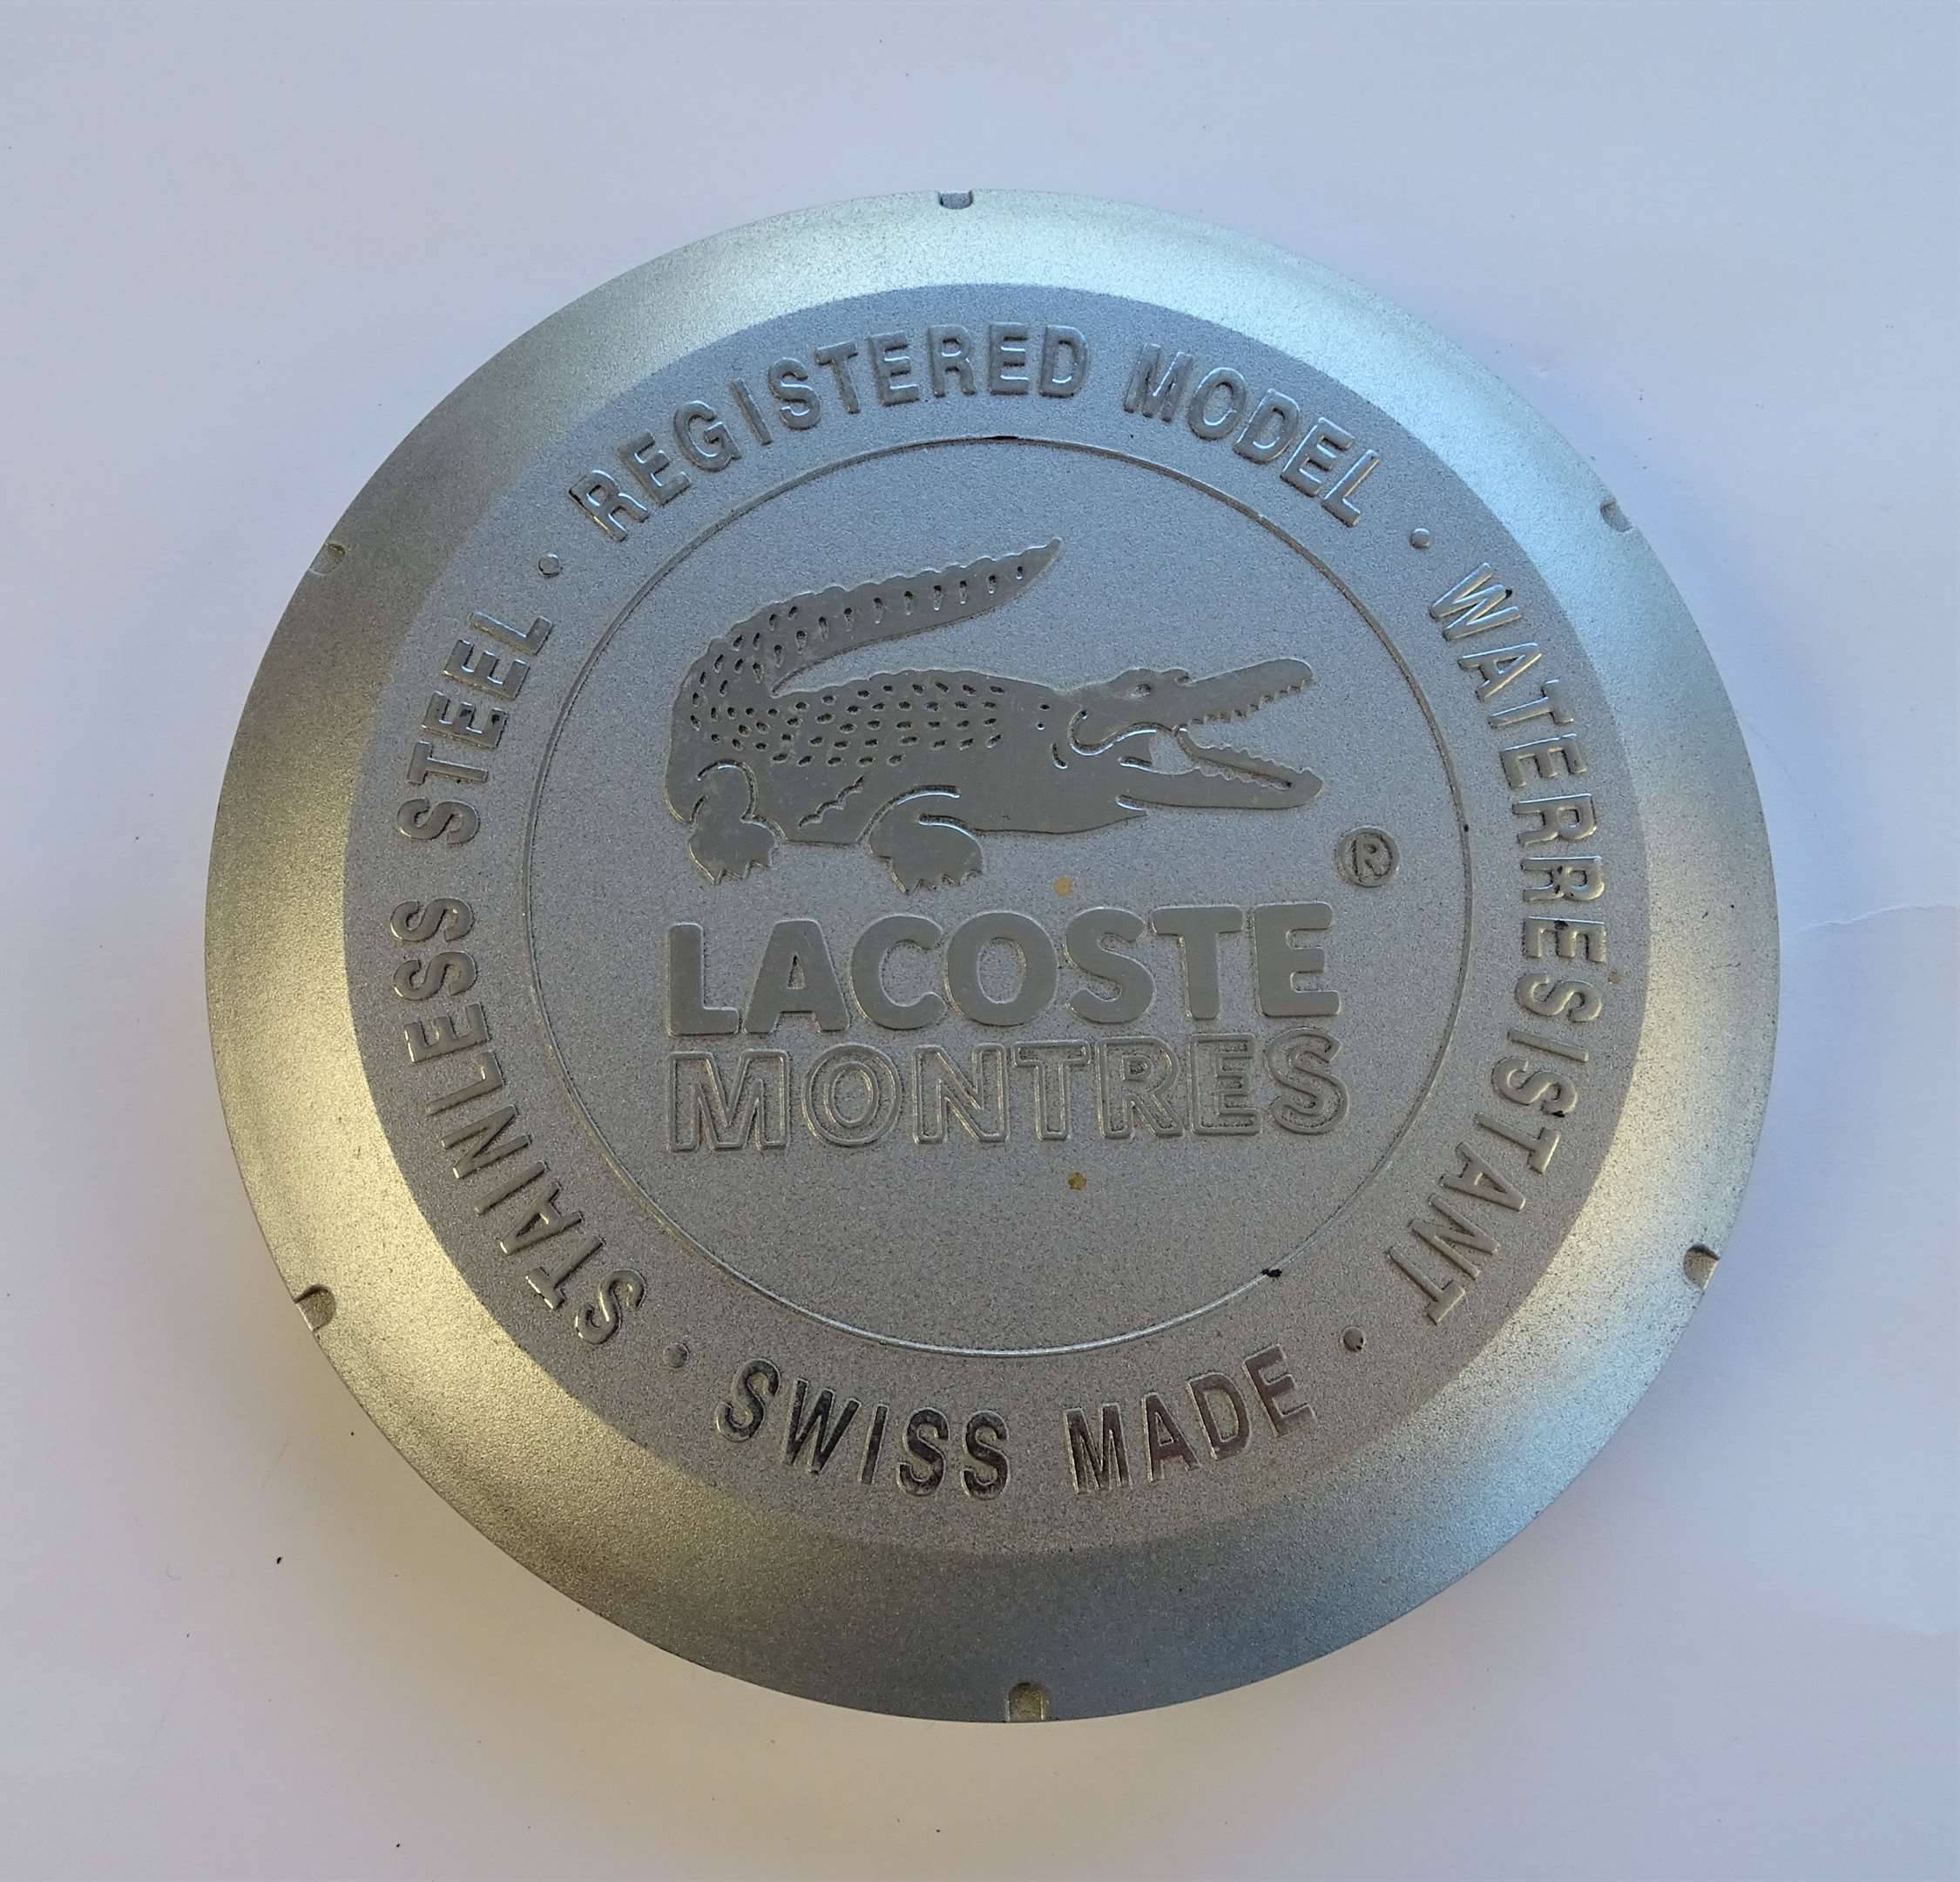 REGISTERED MODEL · WATERRESISTANT · SWISS MADE · STAINLESS STEEL ·
®
LACOSTE
MONTRES